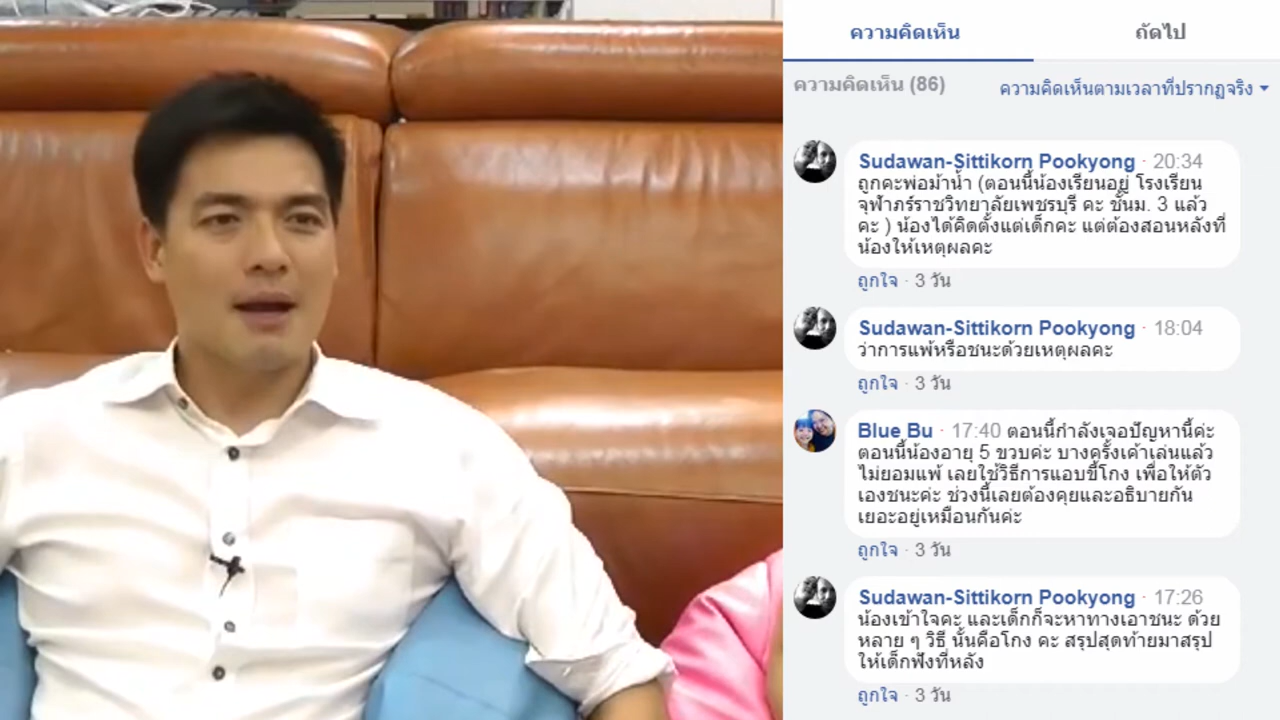 ความคิดเห็น
ถัดไป
ความคิดเห็น (86)
ความคิดเห็นตามเวลาที่ปรากฏจริง
Sudawan-Sittikorn Pookyong · 20:34
ถูกคะพ่อม้าน้ำ (ตอนนี้น้องเรียนอยู่ โรงเรียน
จุฬาภร์ราชวิทยาลัยเพชรบุรี คะ ชั้นม. 3 แล้ว
คะ ) น้องได้คิดตั้งแต่เด็กคะ แต่ต้องสอนหลังที่
น้องให้เหตุผลคะ
ถูกใจ · 3 วัน
Sudawan-Sittikorn Pookyong · 18:04
ว่าการแพ้หรือชนะด้วยเหตุผลคะ
ถูกใจ · 3 วัน
Blue Bu · 17:40 ตอนนี้กำลังเจอปัญหานี้ค่ะ
ตอนนี้น้องอายุ 5 ขวบค่ะ บางครั้งเค้าเล่นแล้ว
ไม่ยอมแพ้ เลยใช้วิธีการแอบขี้โกง เพื่อให้ตัว
เองชนะค่ะ ช่วงนี้เลยต้องคุยและอธิบายกัน
เยอะอยู่เหมือนกันค่ะ
ถูกใจ · 3 วัน
Sudawan-Sittikorn Pookyong · 17:26
น้องเข้าใจคะ และเด็กก็จะหาทางเอาชนะ ด้วย
หลาย ๆ วิธี นั้นคือโกง คะ สรุปสุดท้ายมาสรุป
ให้เด็กฟังทีหลัง
ถูกใจ · 3 วัน